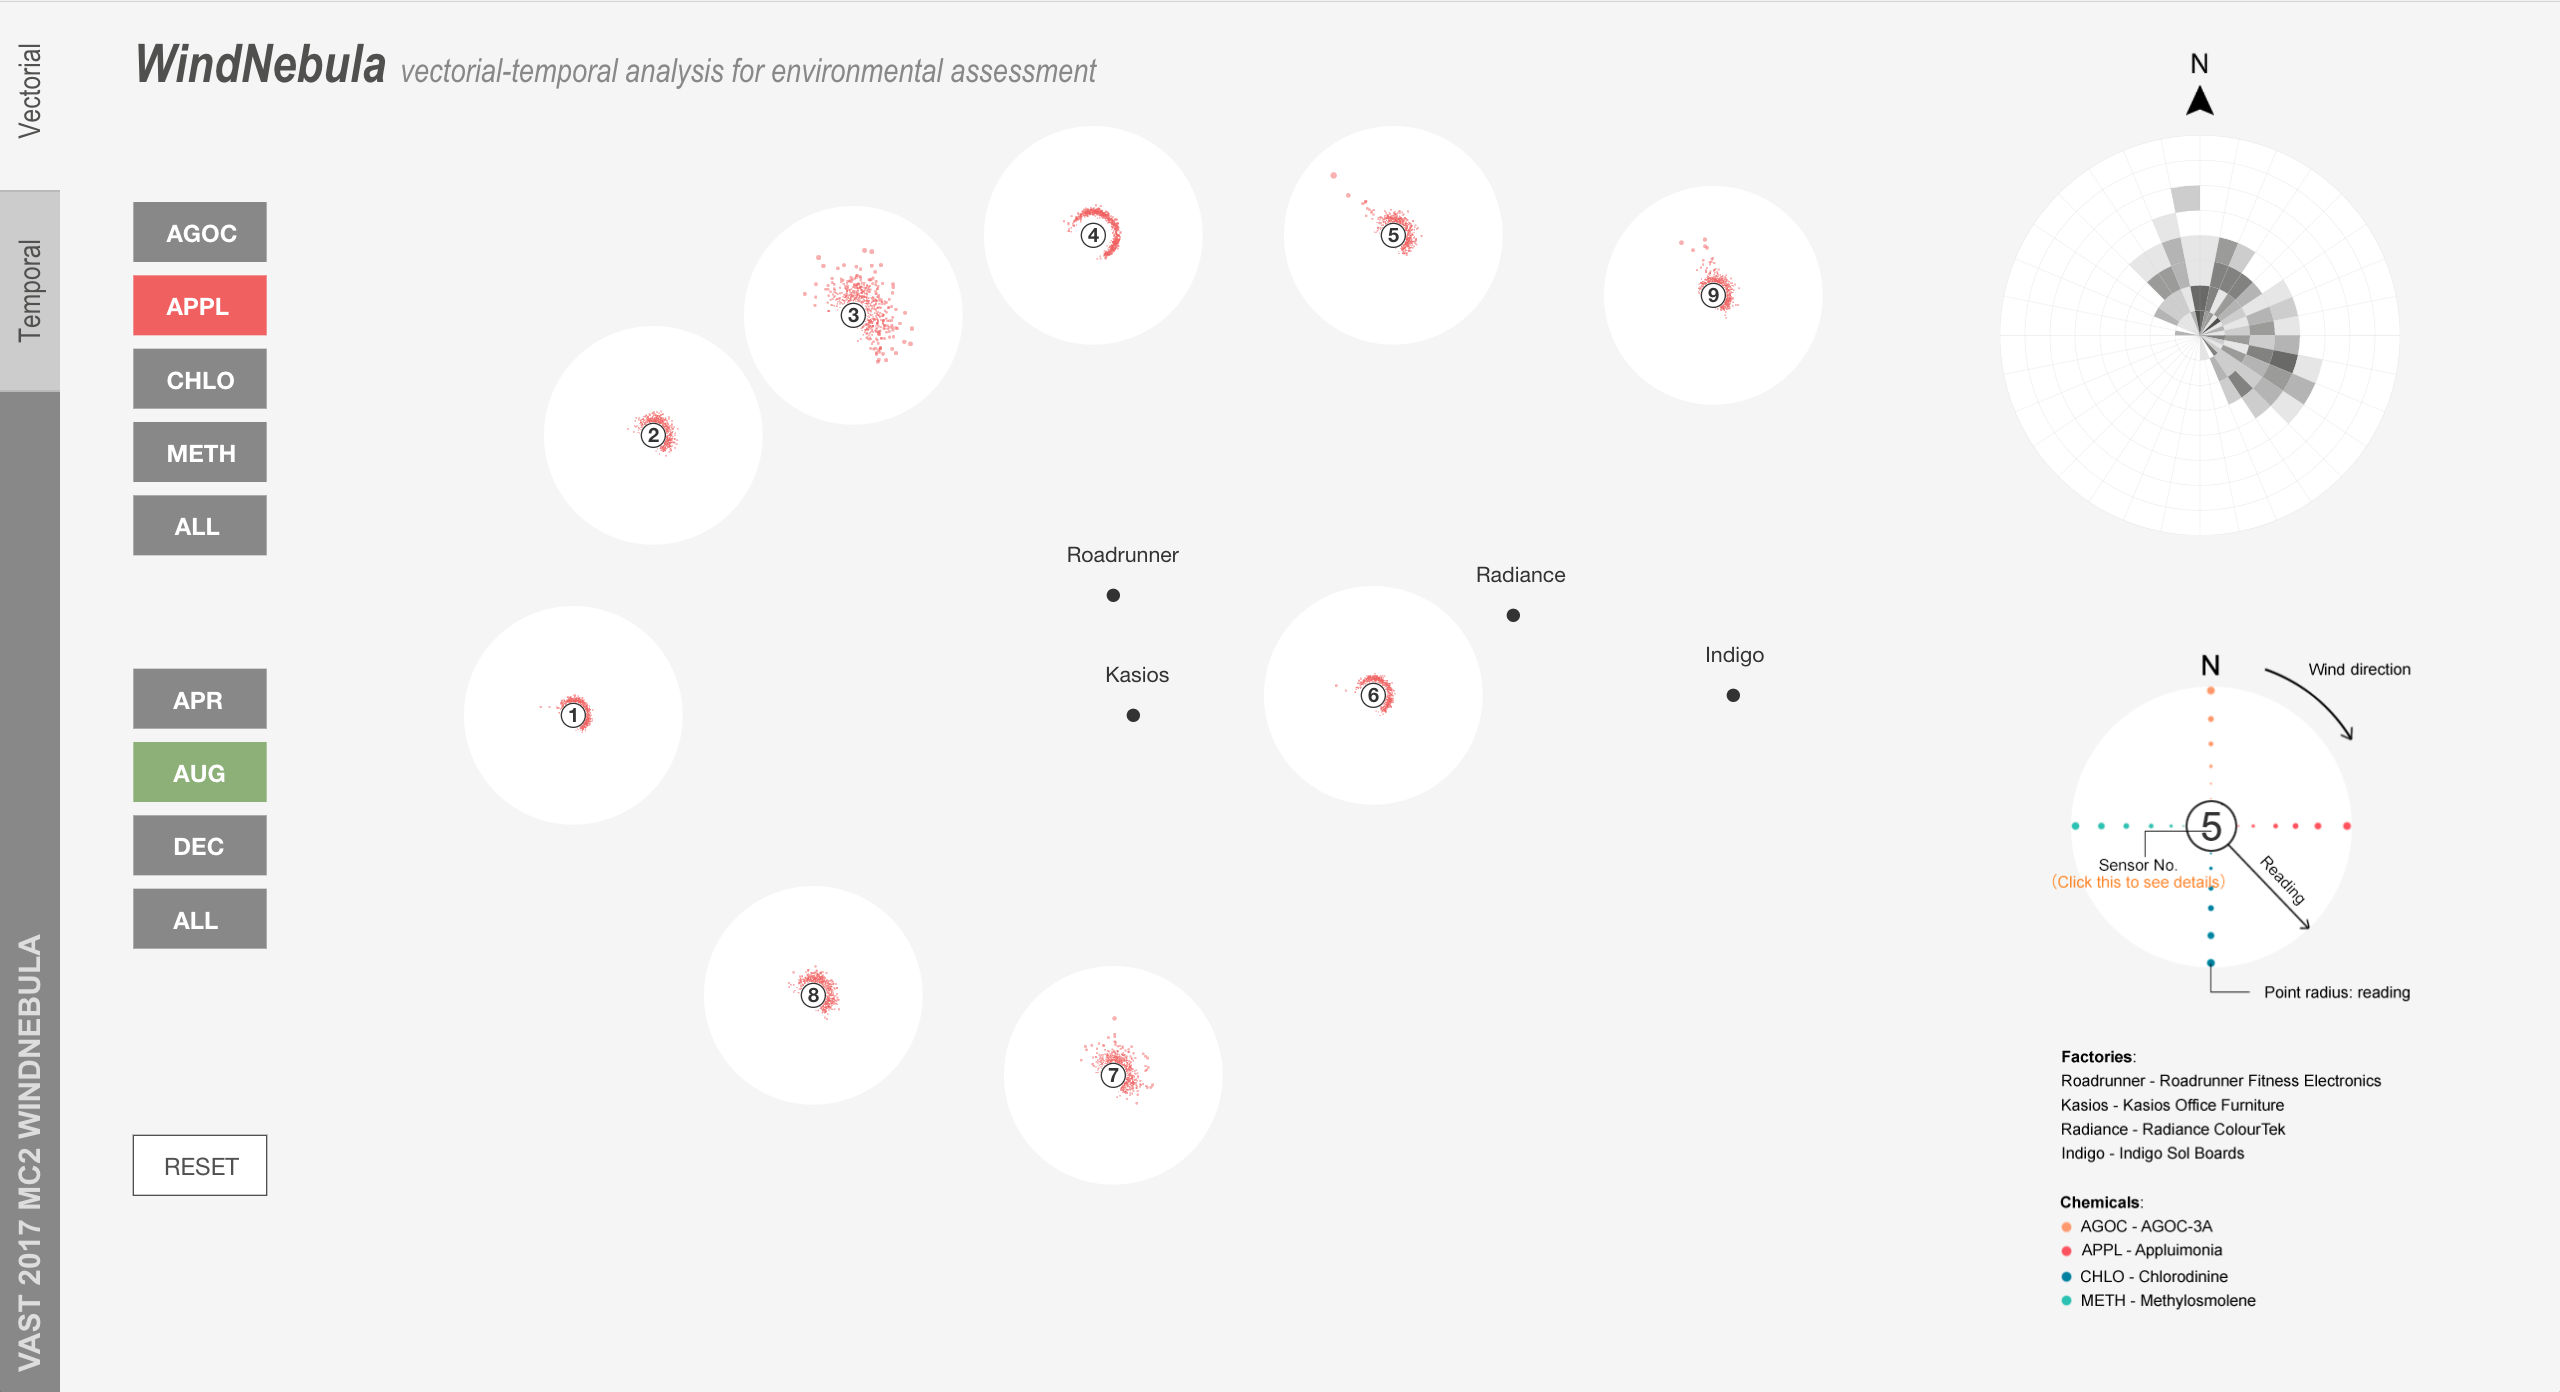 Vectorial
Temporal
VAST 2017 MC2 WINDNEBULA
WindNebula vectorial-temporal analysis for environmental assessment
AGOC
APPL
CHLO
METH
ALL
APR
AUG
DEC
ALL
RESET
1
2
3
4
5
9
Roadrunner
Radiance
Kasios
Indigo
6
8
7
N
N
Wind direction
5
Sensor No.
(Click this to see details)
Reading
Point radius: reading
Factories:
Roadrunner - Roadrunner Fitness Electronics
Kasios - Kasios Office Furniture
Radiance - Radiance ColourTek
Indigo - Indigo Sol Boards
Chemicals:
AGOC - AGOC-3A
APPL - Appluimonia
CHLO - Chlorodinine
METH - Methylosmolene